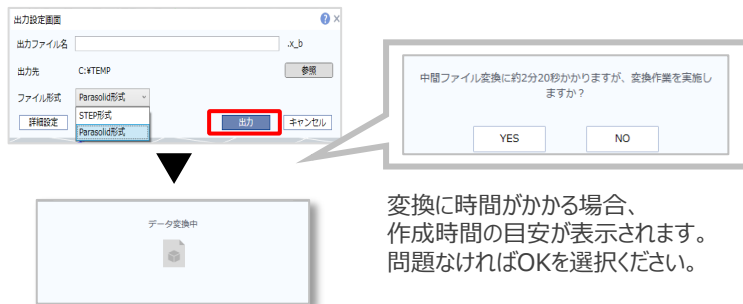 出力設定画面
? ×
出力ファイル名 .x_b
出力先 C:¥TEMP 参照
ファイル形式 Parasolid形式
STEP形式
Parasolid形式
詳細設定 出力 キャンセル
中間ファイル変換に約2分20秒かかりますが、変換作業を実施し
ますか？
YES NO
データ変換中
変換に時間がかかる場合、
作成時間の目安が表示されます。
問題なければOKを選択ください。